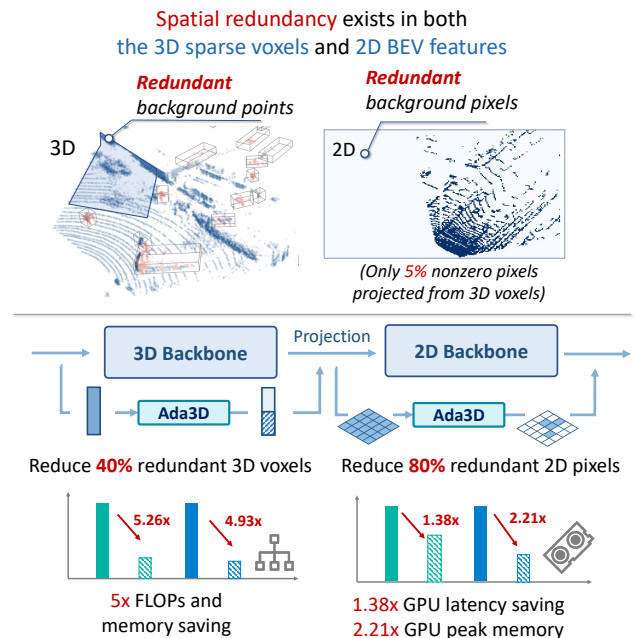 Spatial redundancy exists in both
the 3D sparse voxels and 2D BEV features
Redundant
background points
Redundant
background pixels
3D
2D
(Only 5% nonzero pixels
projected from 3D voxels)
3D Backbone
Projection
2D Backbone
Ada3D
Ada3D
Reduce 40% redundant 3D voxels
Reduce 80% redundant 2D pixels
5.26x
4.93x
1.38x
2.21x
5x FLOPs and
memory saving
1.38x GPU latency saving
2.21x GPU peak memory